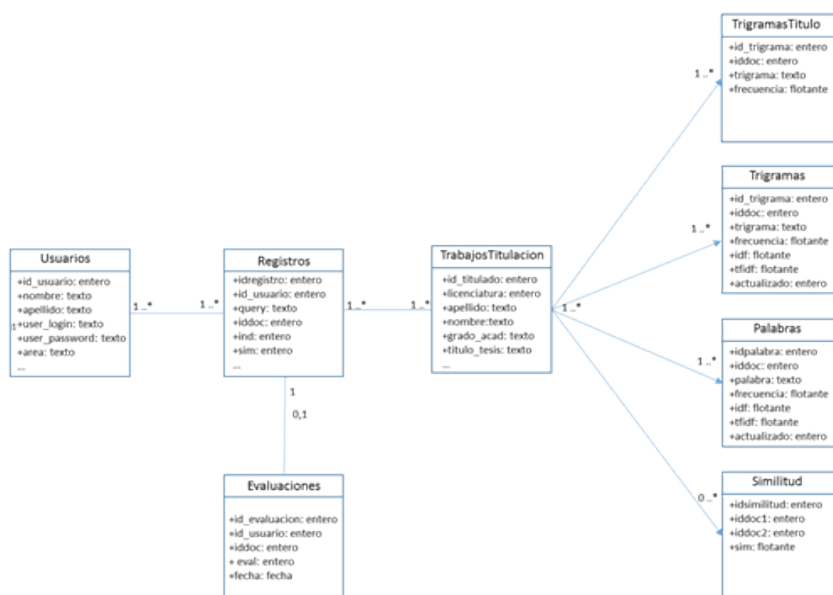 TrigramasTitulo
+id_trigrama: entero
+iddoc: entero
+trigrama: texto
+frecuencia: flotante
1 ..*
Trigramas
+id_trigrama: entero
+iddoc: entero
+trigrama: texto
+frecuencia: flotante
+idf: flotante
+tfidf: flotante
+actualizado: entero
1 ..*
Usuarios
+id_usuario: entero
+nombre: texto
+apellido: texto
1+user_login: texto
+user_password: texto
+area: texto
...
1 ..*
1 ..*
Registros
+idregistro: entero
+id_usuario: entero
+query: texto
+iddoc: entero
+ind: entero
+sim: entero
...
1 ..*
1 ..*
TrabajosTitulacion
+id_titulado: entero
+licenciatura: entero
+apellido: texto
+nombre:texto
+grado_acad: texto
+titulo_tesis: texto
...
1 ..*
Palabras
+idpalabra: entero
+iddoc: entero
+palabra: texto
+frecuencia: flotante
+idf: flotante
+tfidf: flotante
+actualizado: entero
1 ..*
1
0,1
Evaluaciones
+id_evaluacion: entero
+id_usuario: entero
+iddoc: entero
+ eval: entero
+fecha: fecha
0 ..*
Similitud
+idsimilitud: entero
+iddoc1: entero
+iddoc2: entero
+sim: flotante